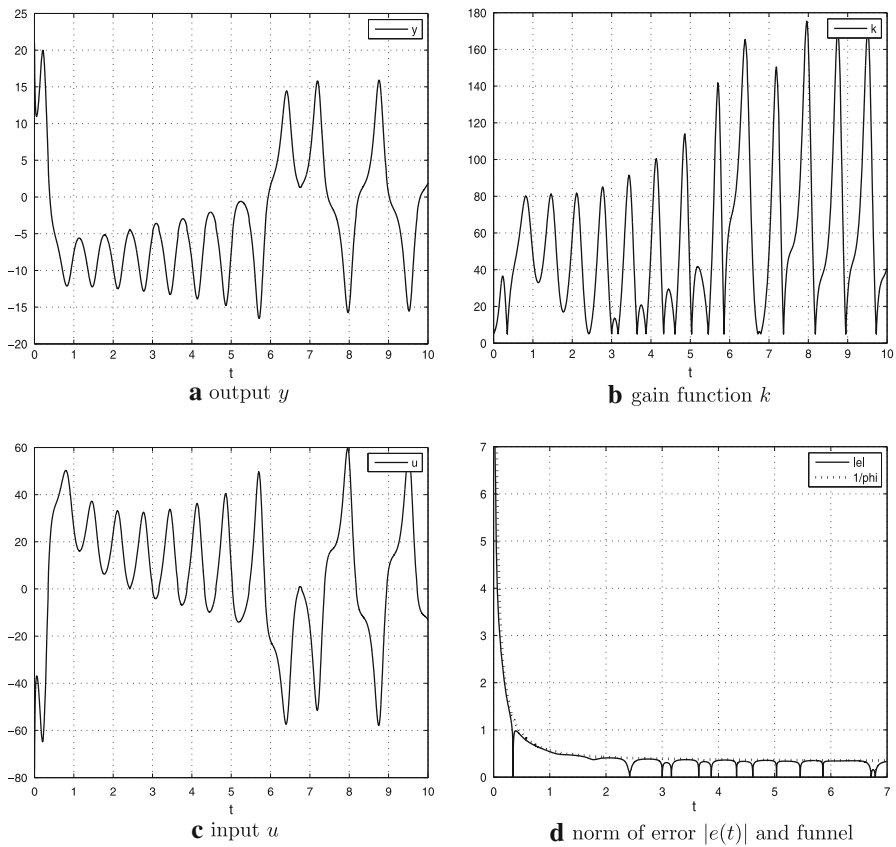 25
20
15
10
5
0
−5
−10
−15
−20
0 1 2 3 4 5 6 7 8 9 10
t
y
a output y
180
160
140
120
100
80
60
40
20
0
0 1 2 3 4 5 6 7 8 9 10
t
k
b gain function k
60
40
20
0
−20
−40
−60
−80
0 1 2 3 4 5 6 7 8 9 10
t
u
c input u
7
6
5
4
3
2
1
0
0 1 2 3 4 5 6 7
t
lel
1/phi
d norm of error |e(t)| and funnel